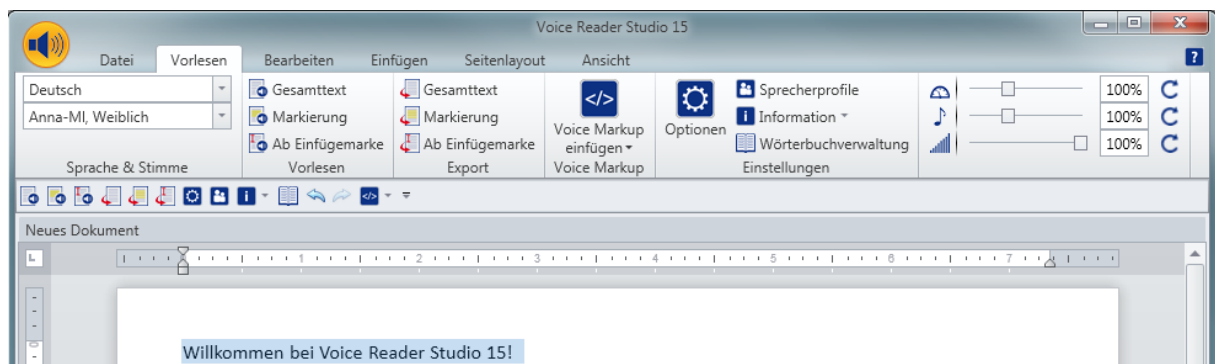 Voice Reader Studio 15
Datei Vorlesen Bearbeiten Einfügen Seitenlayout Ansicht
?
Deutsch
Anna-Ml, Weiblich
Sprache & Stimme
Gesamttext
Markierung
Ab Einfügemarke
Vorlesen
Gesamttext
Markierung
Ab Einfügemarke
Export
</>
Voice Markup
einfügen
Voice Markup
Optionen
Sprecherprofile
i Information
Wörterbuchverwaltung
Einstellungen
100%
100%
100%
i </>
Neues Dokument
L
1 2 3 4 5 6 7
0
Willkommen bei Voice Reader Studio 15!